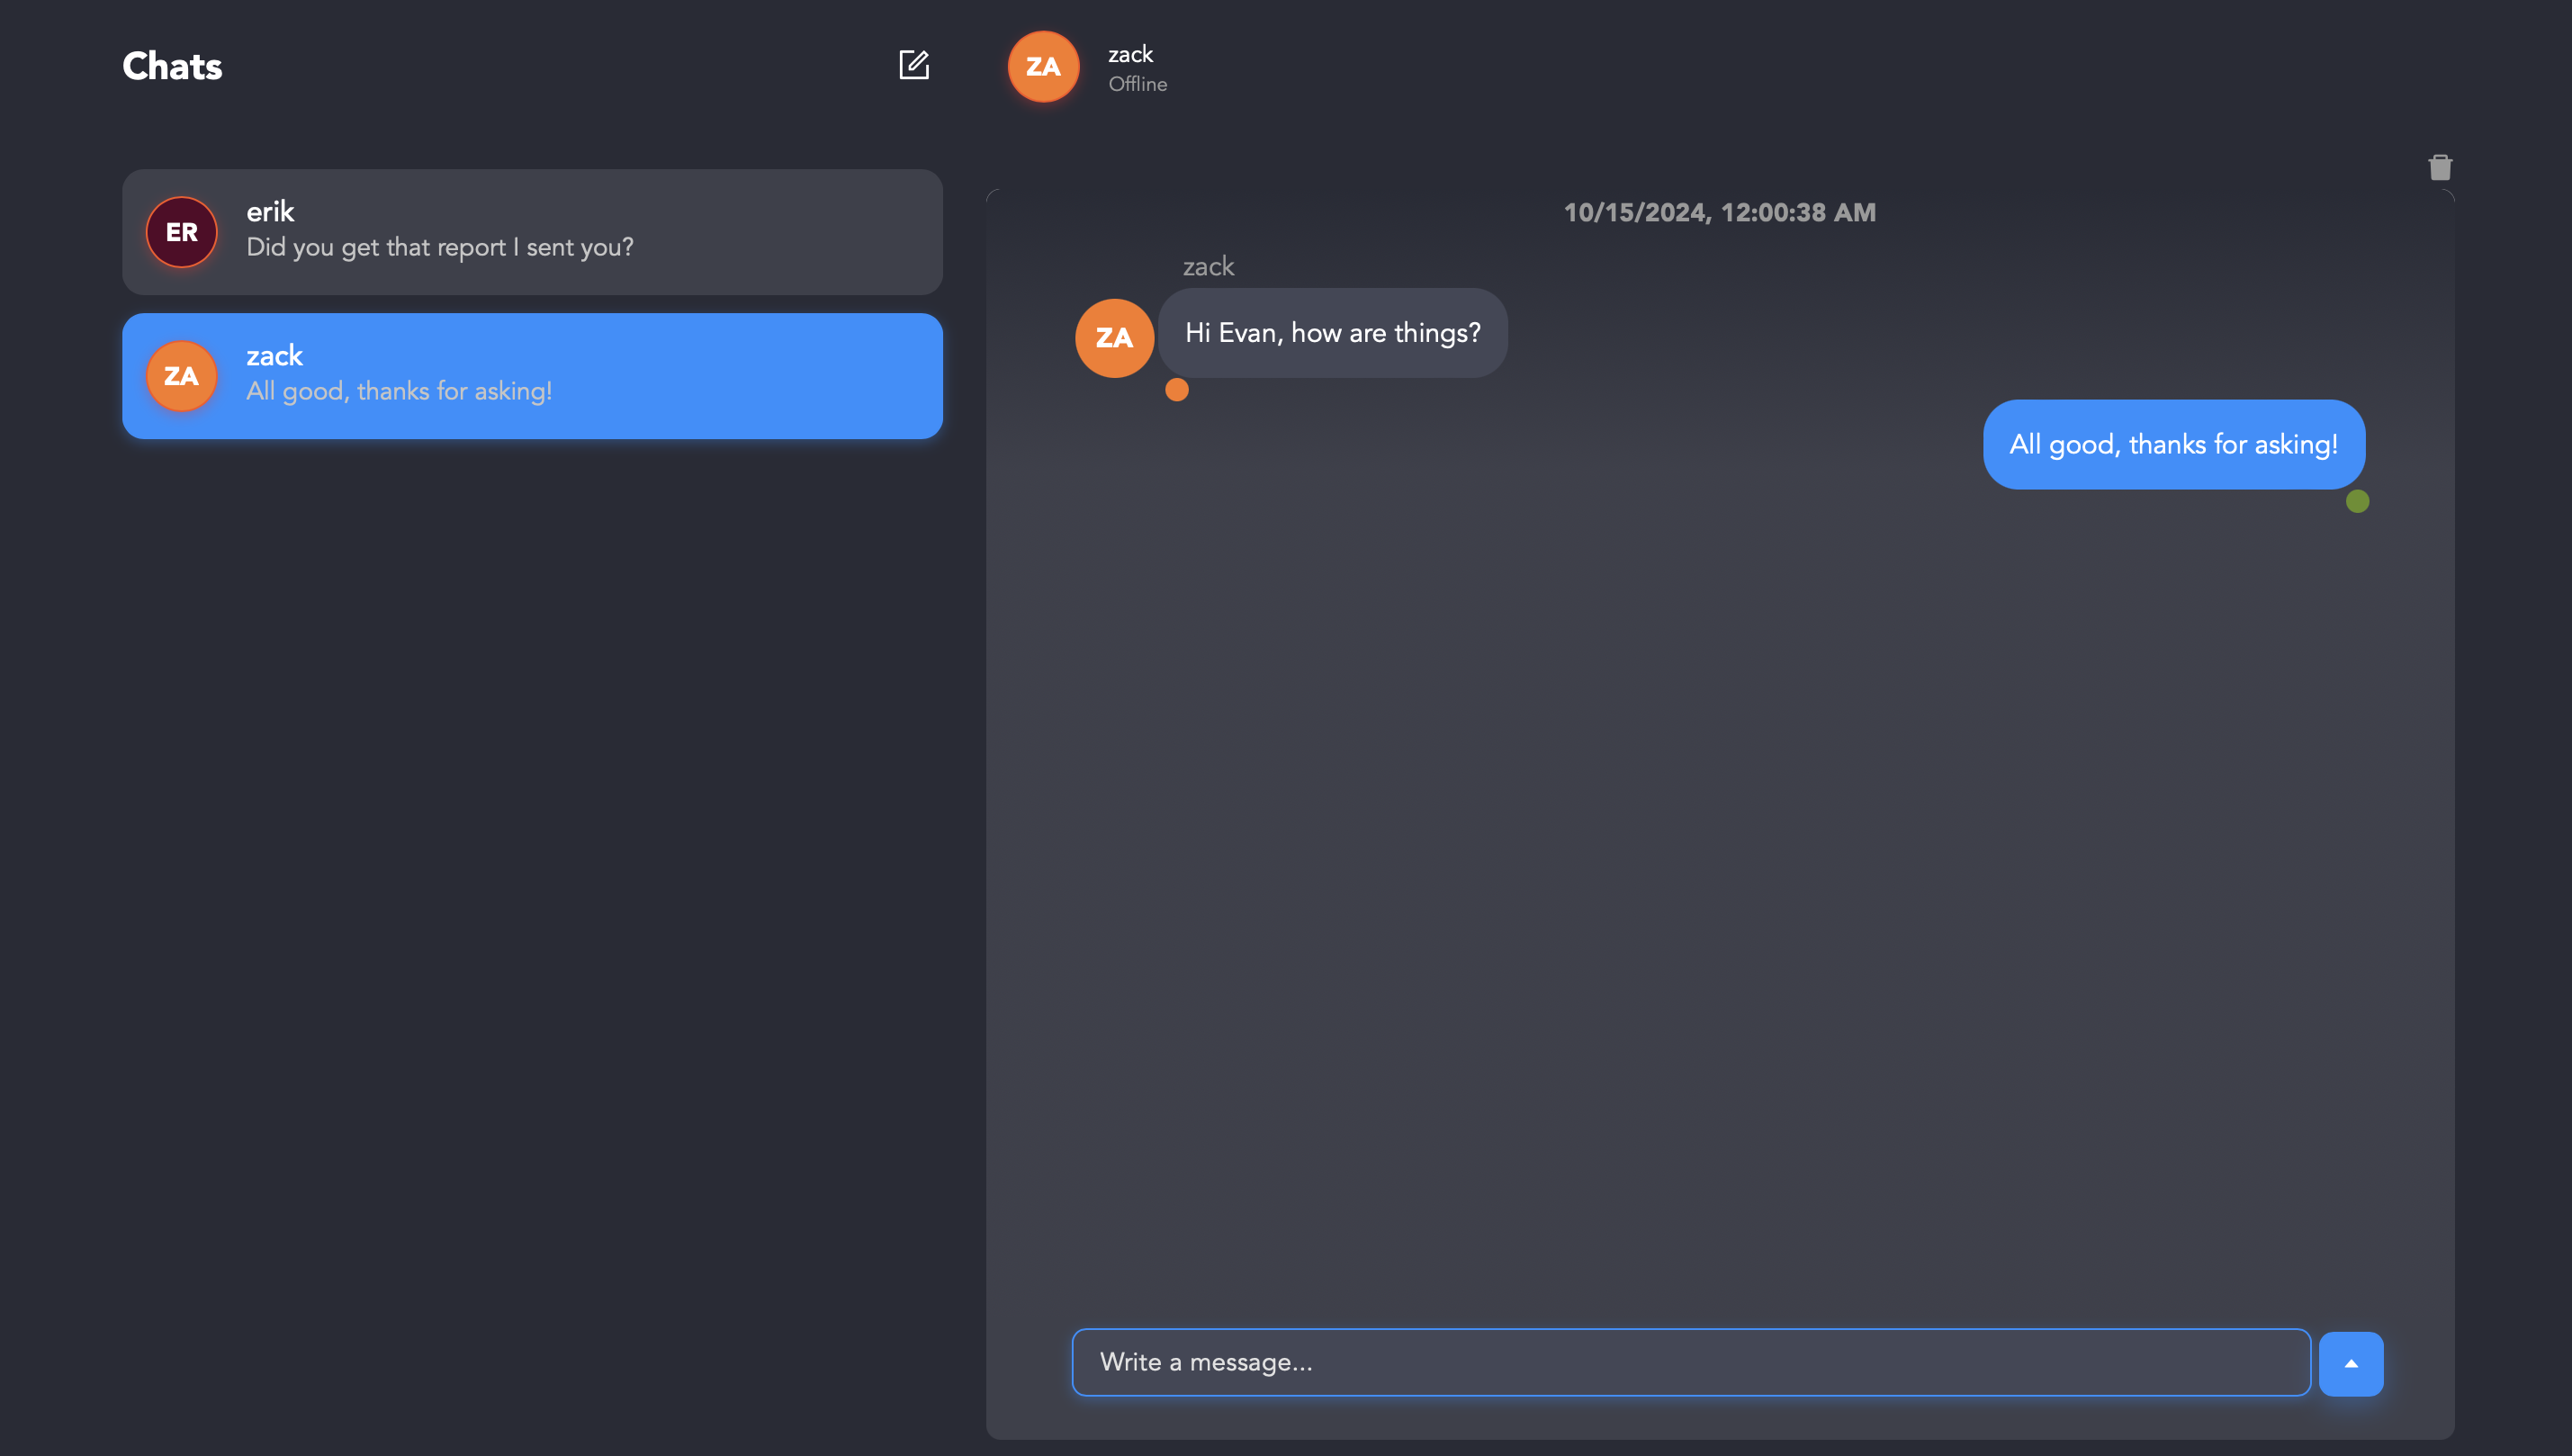 Chats
ER
erik
Did you get that report I sent you?
ZA
zack
All good, thanks for asking!
ZA
zack
Offline
10/15/2024, 12:00:38 AM
zack
ZA
Hi Evan, how are things?
All good, thanks for asking!
Write a message...